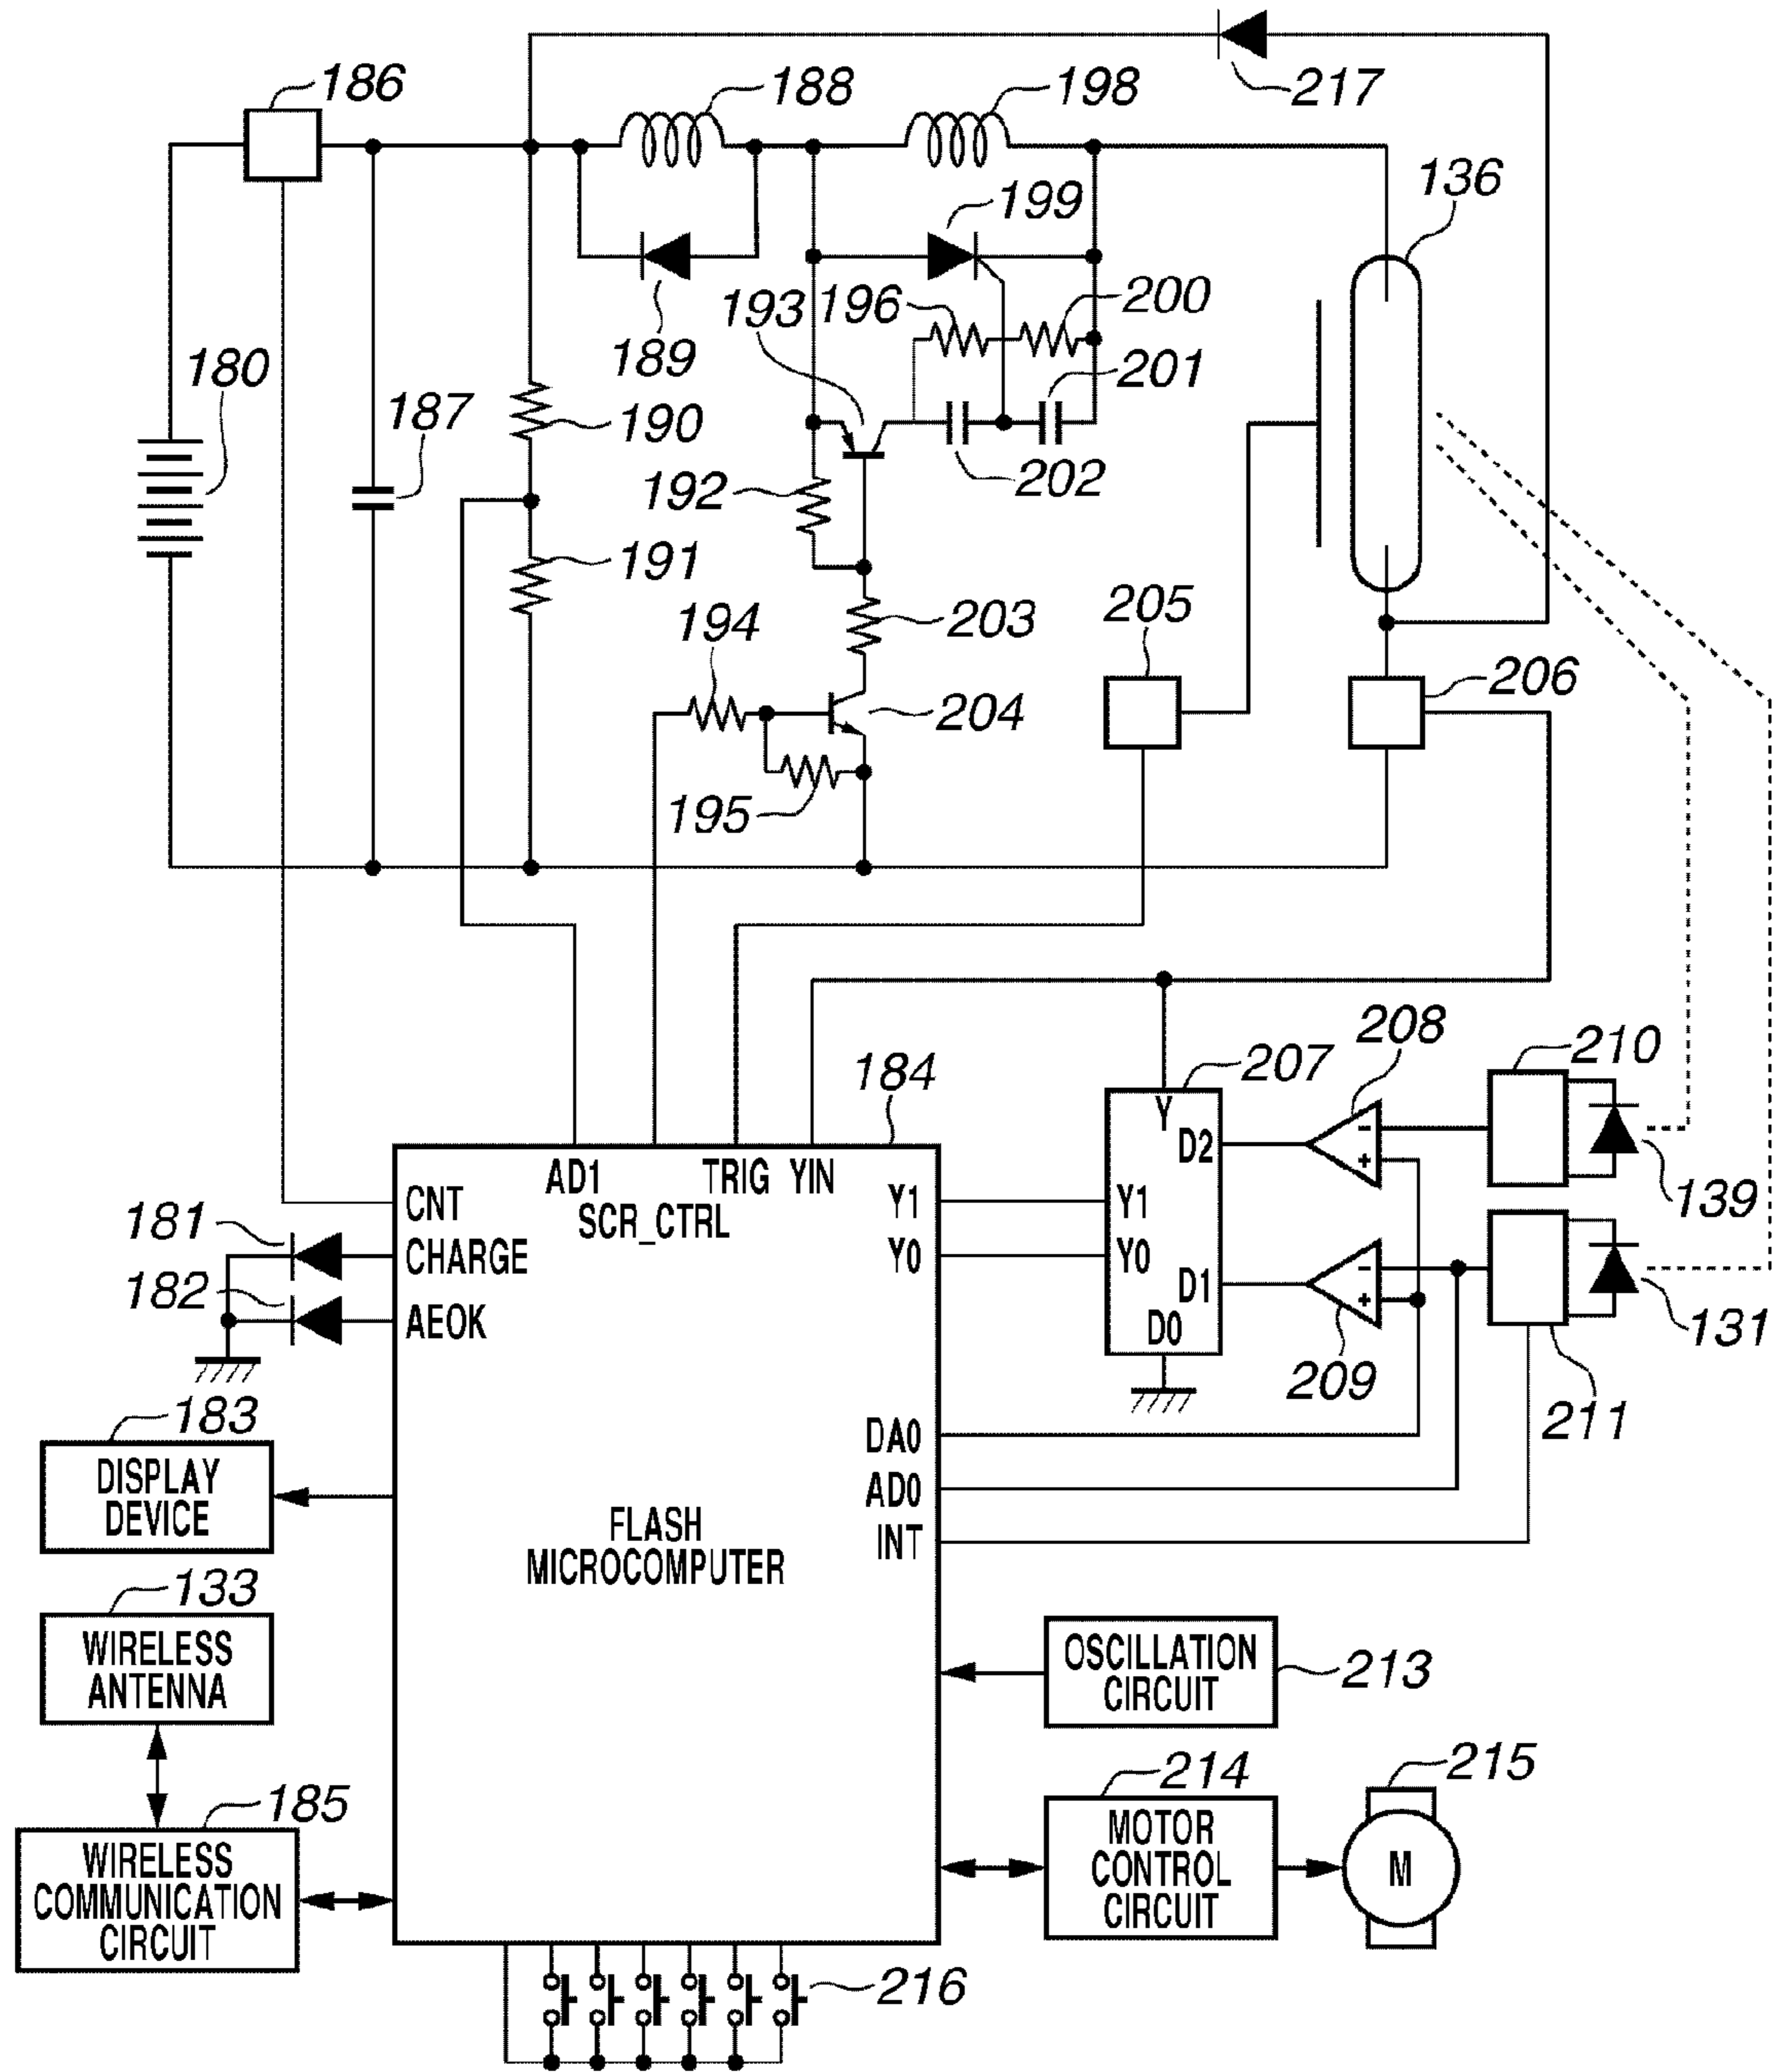 217
186
188
198
136
199
193
196
200
180
189
201
187
190
192
202
191
205
194
203
206
204
195
208
210
184
207
Y
D2
AD1
TRIG
YIN
SCR_CTRL
CNT
Y1
Y1
139
181
CHARGE
Y0
Y0
182
D1
AEOK
D0
131
209
211
183
DISPLAY
DEVICE
DA0
AD0
INT
FLASH
MICROCOMPUTER
133
WIRELESS
ANTENNA
OSCILLATION
CIRCUIT
213
185
WIRELESS
COMMUNICATION
CIRCUIT
214
MOTOR
CONTROL
CIRCUIT
215
M
216
-
+
-
+